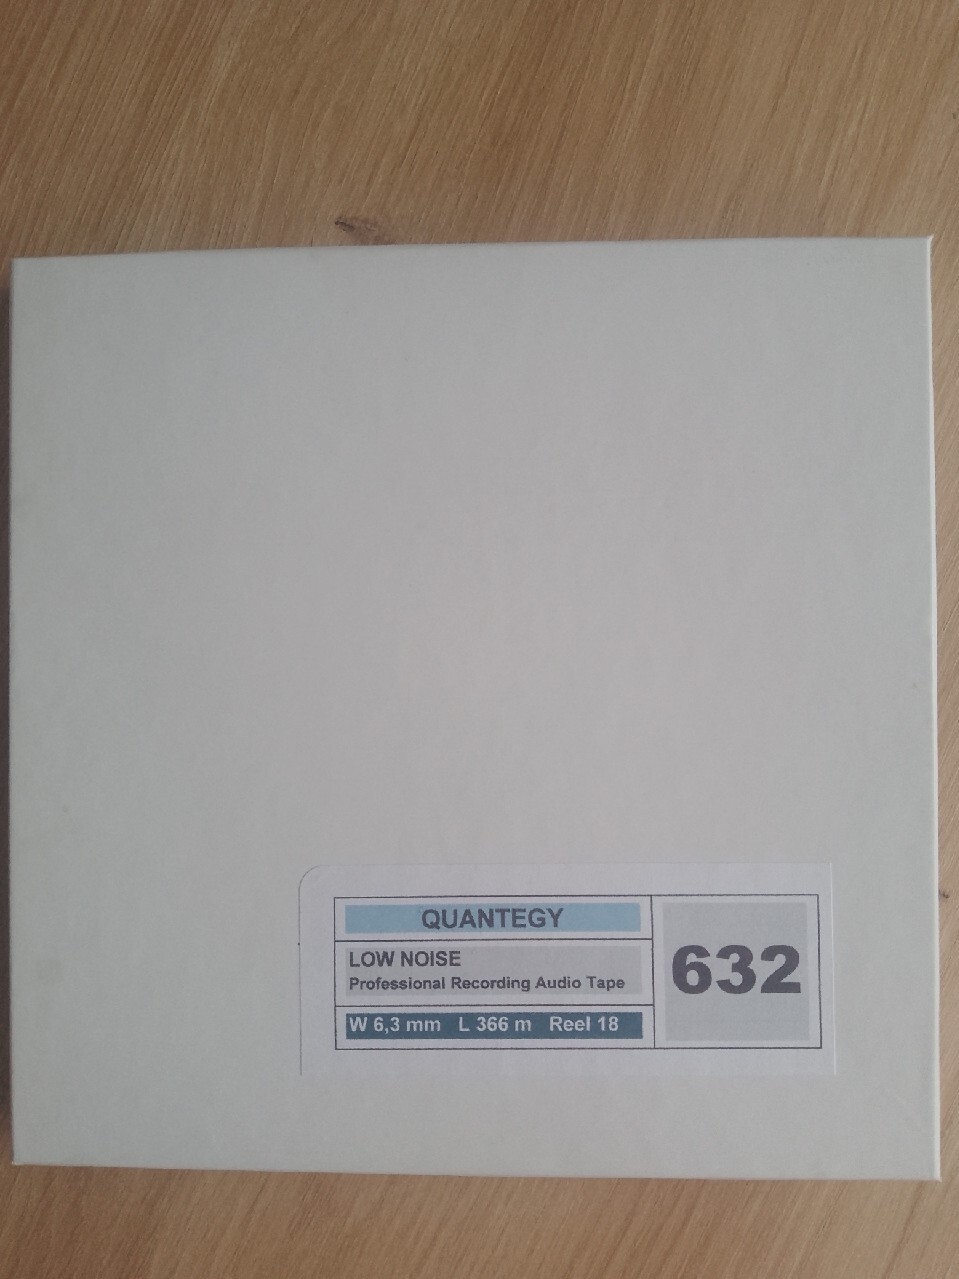 QUANTEGY
LOW NOISE
Professional Recording Audio Tape
W 6,3 mm L 366 m Reel 18
632